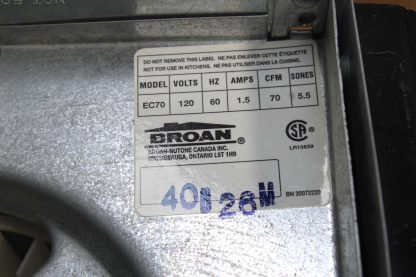 DO NOT REMOVE THIS LABEL NE PAS ENLEVER CETTE ÉTIQUETTE
NOT FOR USE IN KITCHENS. NE PAS UTILISER DANS LA CUISINE.
MODEL VOLTS HZ AMPS CFM SONES
EC70 120 60 1.5 70 5.5
BROAN®
BROAN-NUTONE CANADA INC.
MISSISSAUGA, ONTARIO L5T 1H9
SA ®
LR10839
BN 30072220